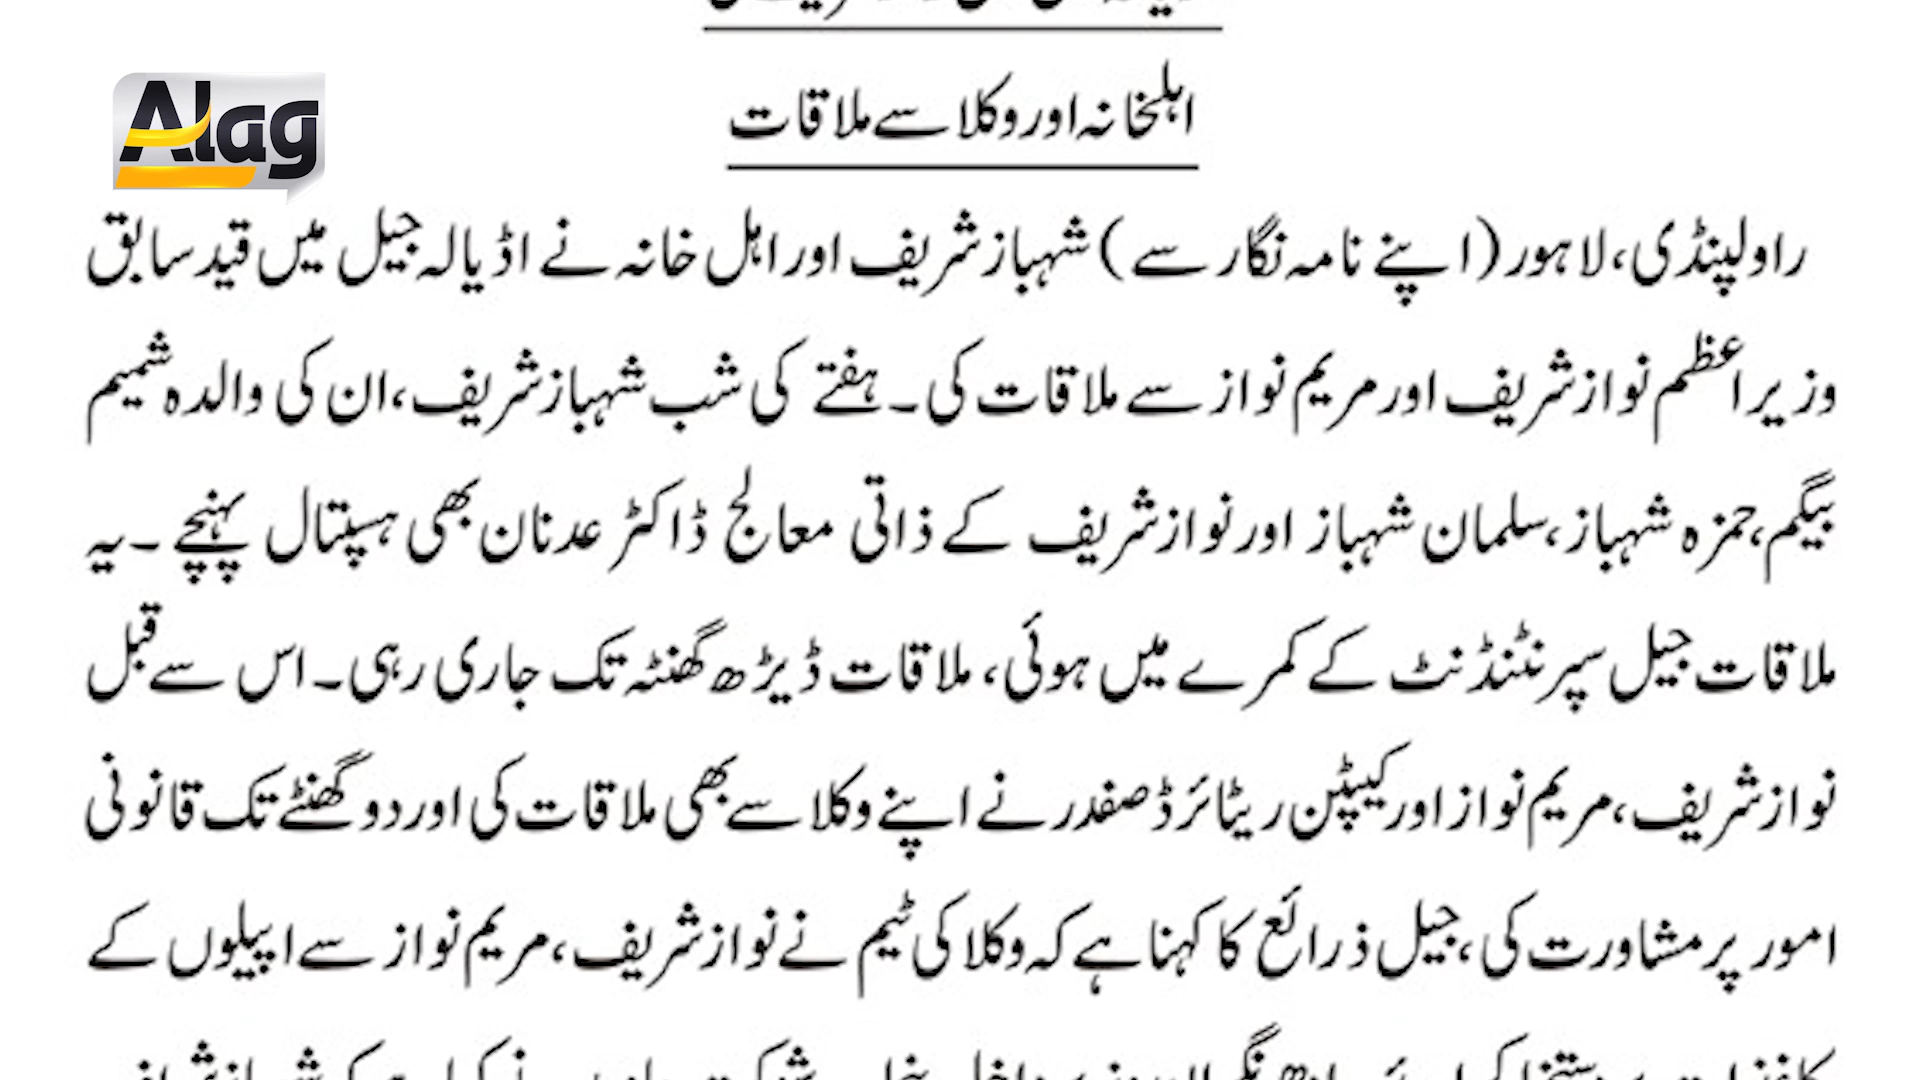 Alag
اہلخانہ اور وکلا سے ملاقات
راولپنڈی، لاہور (اپنے نامہ نگار سے) شہباز شریف اور اہل خانہ نے اڈیالہ جیل میں قید سابق
وزیر اعظم نواز شریف اور مریم نواز سے ملاقات کی۔ ہفتے کی شب شہباز شریف، ان کی والدہ شمیم
بیگم، حمزہ شہباز، سلمان شہباز اور نواز شریف کے ذاتی معالج ڈاکٹر عدنان بھی ہسپتال پہنچے۔ یہ
ملاقات جیل سپرنٹنڈنٹ کے کمرے میں ہوئی، ملاقات ڈیڑھ گھنٹہ تک جاری رہی۔ اس سے قبل
نواز شریف، مریم نواز اور کیپٹن ریٹائرڈ صفدر نے اپنے وکلا سے بھی ملاقات کی اور دو گھنٹے تک قانونی
امور پر مشاورت کی، جیل ذرائع کا کہنا ہے کہ وکلا کی ٹیم نے نواز شریف، مریم نواز سے اپیلوں کے